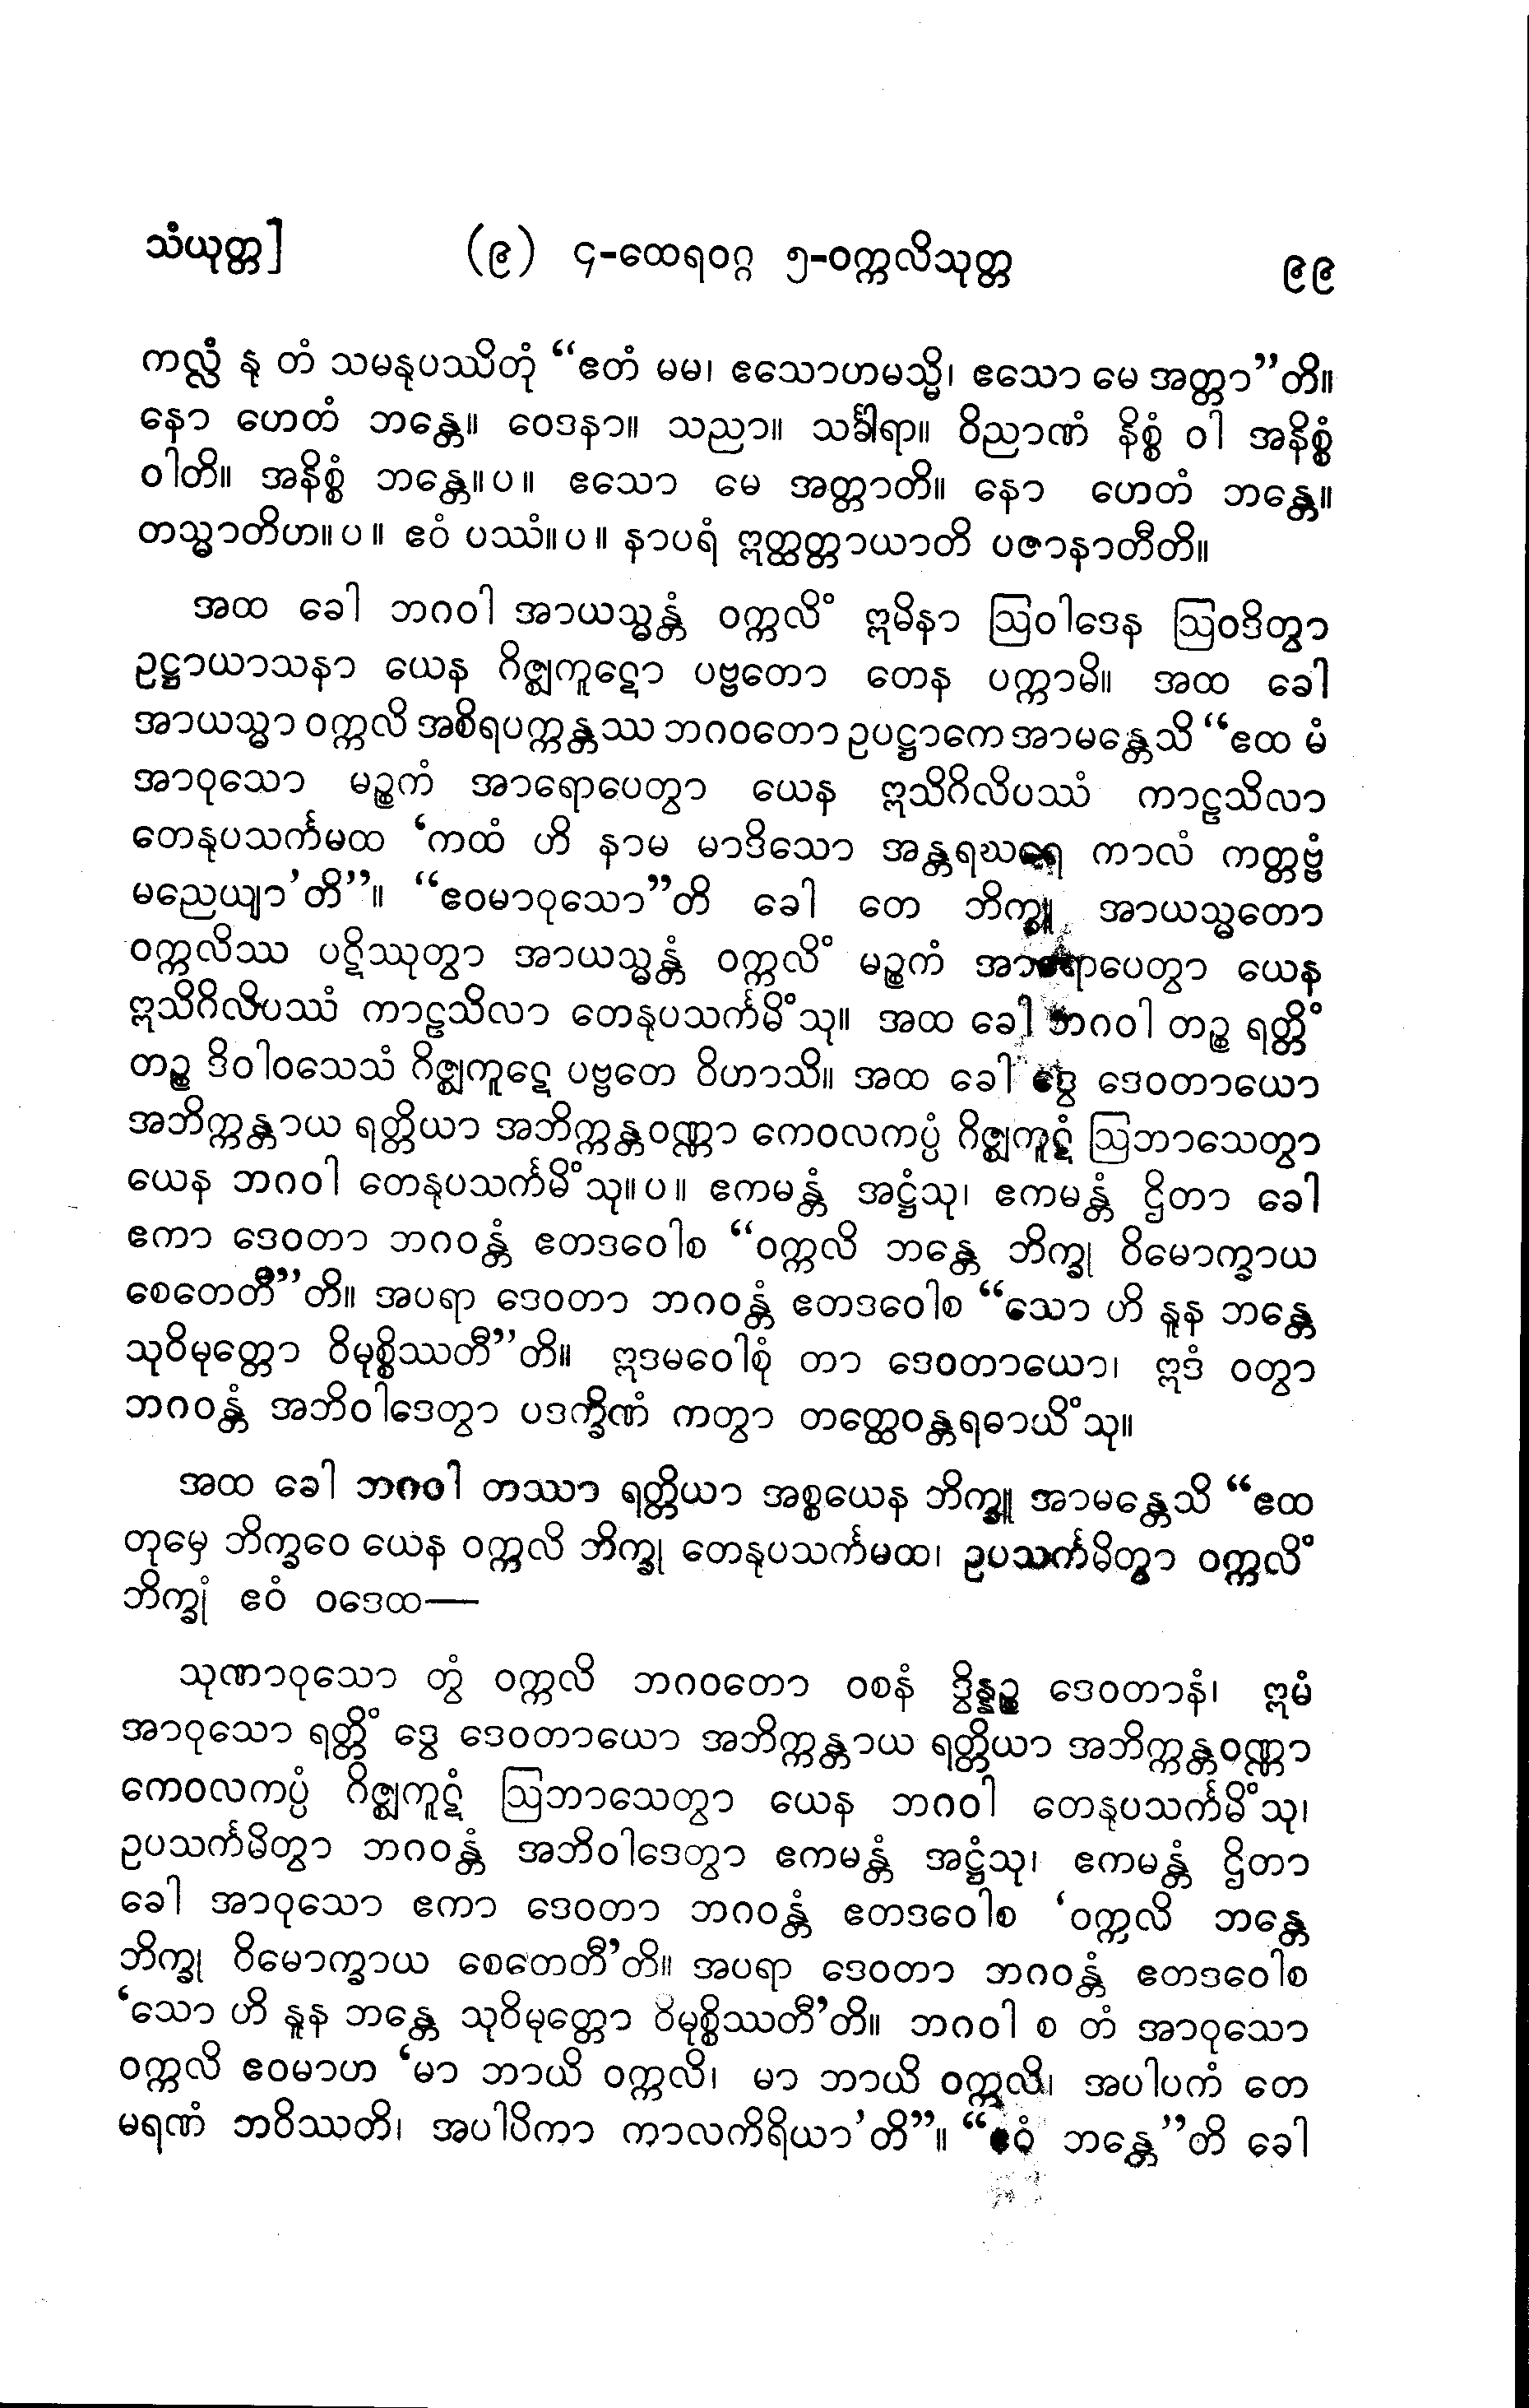 သံယုတ္တ] (၉) ၄-ထေရဝဂ္ဂ ၅-ဝက္ကလိသုတ္တ ၉၉
ကလ္လံ နု တံ သမနုပဿိတုံ “ဧတံ မမ၊ ဧသောဟမသ္မိ၊ ဧသော မေ အတ္တာ”တိ။
နော ဟေတံ ဘန္တေ။ ဝေဒနာ။ သညာ။ သင်္ခါရာ။ ဝိညာဏံ နိစ္စံ ဝါ အနိစ္စံ
ဝါတိ။ အနိစ္စံ ဘန္တေ။ပ။ ဧသော မေ အတ္တာတိ။ နော ဟေတံ ဘန္တေ။
တသ္မာတိဟ။ပ။ ဧဝံ ပဿံ။ပ။ နာပရံ ဣတ္ထတ္တာယာတိ ပဇာနာတီတိ။
အထ ခေါ ဘဂဝါ အာယသ္မန္တံ ဝက္ကလိံ ဣမိနာ ဩဝါဒေန ဩဝဒိတွာ
ဥဋ္ဌာယာသနာ ယေန ဂိဇ္ဈကူဋော ပဗ္ဗတော တေန ပက္ကာမိ။ အထ ခေါ
အာယသ္မာ ဝက္ကလိ အစိရပက္ကန္တဿ ဘဂဝတော ဥပဋ္ဌာကေ အာမန္တေသိ “ဧထ မံ
အာဝုသော မဉ္စကံ အာရောပေတွာ ယေန ဣသိဂိလိပဿံ ကာဠသိလာ
တေနုပသင်္ကမထ ‘ကထံ ဟိ နာမ မာဒိသော အန္တရဃရေ ကာလံ ကတ္တဗ္ဗံ
မညေယျာ’တိ”။ “ဧဝမာဝုသော”တိ ခေါ တေ ဘိက္ခူ အာယသ္မတော
ဝက္ကလိဿ ပဋိဿုတွာ အာယသ္မန္တံ ဝက္ကလိံ မဉ္စကံ အာရောပေတွာ ယေန
ဣသိဂိလိပဿံ ကာဠသိလာ တေနုပသင်္ကမိံသု။ အထ ခေါ ဘဂဝါ တဉ္စ ရတ္တိံ
တဉ္စ ဒိဝါဝသေသံ ဂိဇ္ဈကူဋေ ပဗ္ဗတေ ဝိဟာသိ။ အထ ခေါ ဒွေ ဒေဝတာယော
အဘိက္ကန္တာယ ရတ္တိယာ အဘိက္ကန္တဝဏ္ဏာ ကေဝလကပ္ပံ ဂိဇ္ဈကူဋံ ဩဘာသေတွာ
ယေန ဘဂဝါ တေနုပသင်္ကမိံသု။ပ။ ဧကမန္တံ အဋ္ဌံသု၊ ဧကမန္တံ ဌိတာ ခေါ
ဧကာ ဒေဝတာ ဘဂဝန္တံ ဧတဒဝေါစ “ဝက္ကလိ ဘန္တေ ဘိက္ခု ဝိမောက္ခာယ
စေတေတီ”တိ။ အပရာ ဒေဝတာ ဘဂဝန္တံ ဧတဒဝေါစ “သော ဟိ နူန ဘန္တေ
သုဝိမုတ္တော ဝိမုစ္စိဿတီ”တိ။ ဣဒမဝေါစုံ တာ ဒေဝတာယော၊ ဣဒံ ဝတွာ
ဘဂဝန္တံ အဘိဝါဒေတွာ ပဒက္ခိဏံ ကတွာ တတ္ထေဝန္တရဓာယိံသု။
အထ ခေါ ဘဂဝါ တဿာ ရတ္တိယာ အစ္စယေန ဘိက္ခူ အာမန္တေသိ “ဧထ
တုမှေ ဘိက္ခဝေ ယေန ဝက္ကလိ ဘိက္ခု တေနုပသင်္ကမထ၊ ဥပသင်္ကမိတွာ ဝက္ကလိံ
ဘိက္ခုံ ဧဝံ ဝဒေထ—
သုဏာဝုသော တွံ ဝက္ကလိ ဘဂဝတော ဝစနံ ဒွိန္နဉ္စ ဒေဝတာနံ၊ ဣမံ
အာဝုသော ရတ္တိံ ဒွေ ဒေဝတာယော အဘိက္ကန္တာယ ရတ္တိယာ အဘိက္ကန္တဝဏ္ဏာ
ကေဝလကပ္ပံ ဂိဇ္ဈကူဋံ ဩဘာသေတွာ ယေန ဘဂဝါ တေနုပသင်္ကမိံသု၊
ဥပသင်္ကမိတွာ ဘဂဝန္တံ အဘိဝါဒေတွာ ဧကမန္တံ အဋ္ဌံသု၊ ဧကမန္တံ ဌိတာ
ခေါ အာဝုသော ဧကာ ဒေဝတာ ဘဂဝန္တံ ဧတဒဝေါစ ‘ဝက္ကလိ ဘန္တေ
ဘိက္ခု ဝိမောက္ခာယ စေတေတီ’တိ။ အပရာ ဒေဝတာ ဘဂဝန္တံ ဧတဒဝေါစ
‘သော ဟိ နူန ဘန္တေ သုဝိမုတ္တော ဝိမုစ္စိဿတီ’တိ။ ဘဂဝါ စ တံ အာဝုသော
ဝက္ကလိ ဧဝမာဟ ‘မာ ဘာယိ ဝက္ကလိ၊ မာ ဘာယိ ဝက္ကလိ၊ အပါပကံ တေ
မရဏံ ဘဝိဿတိ၊ အပါပိကာ ကာလကိရိယာ’တိ”။ “ဧဝံ ဘန္တေ”တိ ခေါ